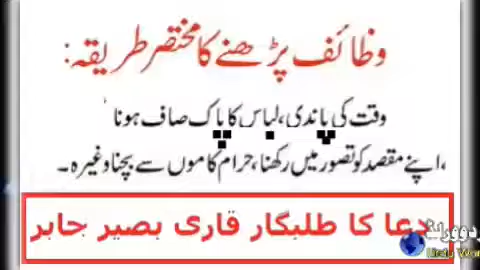 وظائف پڑھنے کا مختصر طریقہ:
وقت کی پابندی، لباس کا پاک صاف ہونا
، اپنے مقصد کو تصور میں رکھنا، حرام کاموں سے بچنا وغیرہ۔
دعا کا طلبگار قاری بصیر جابر